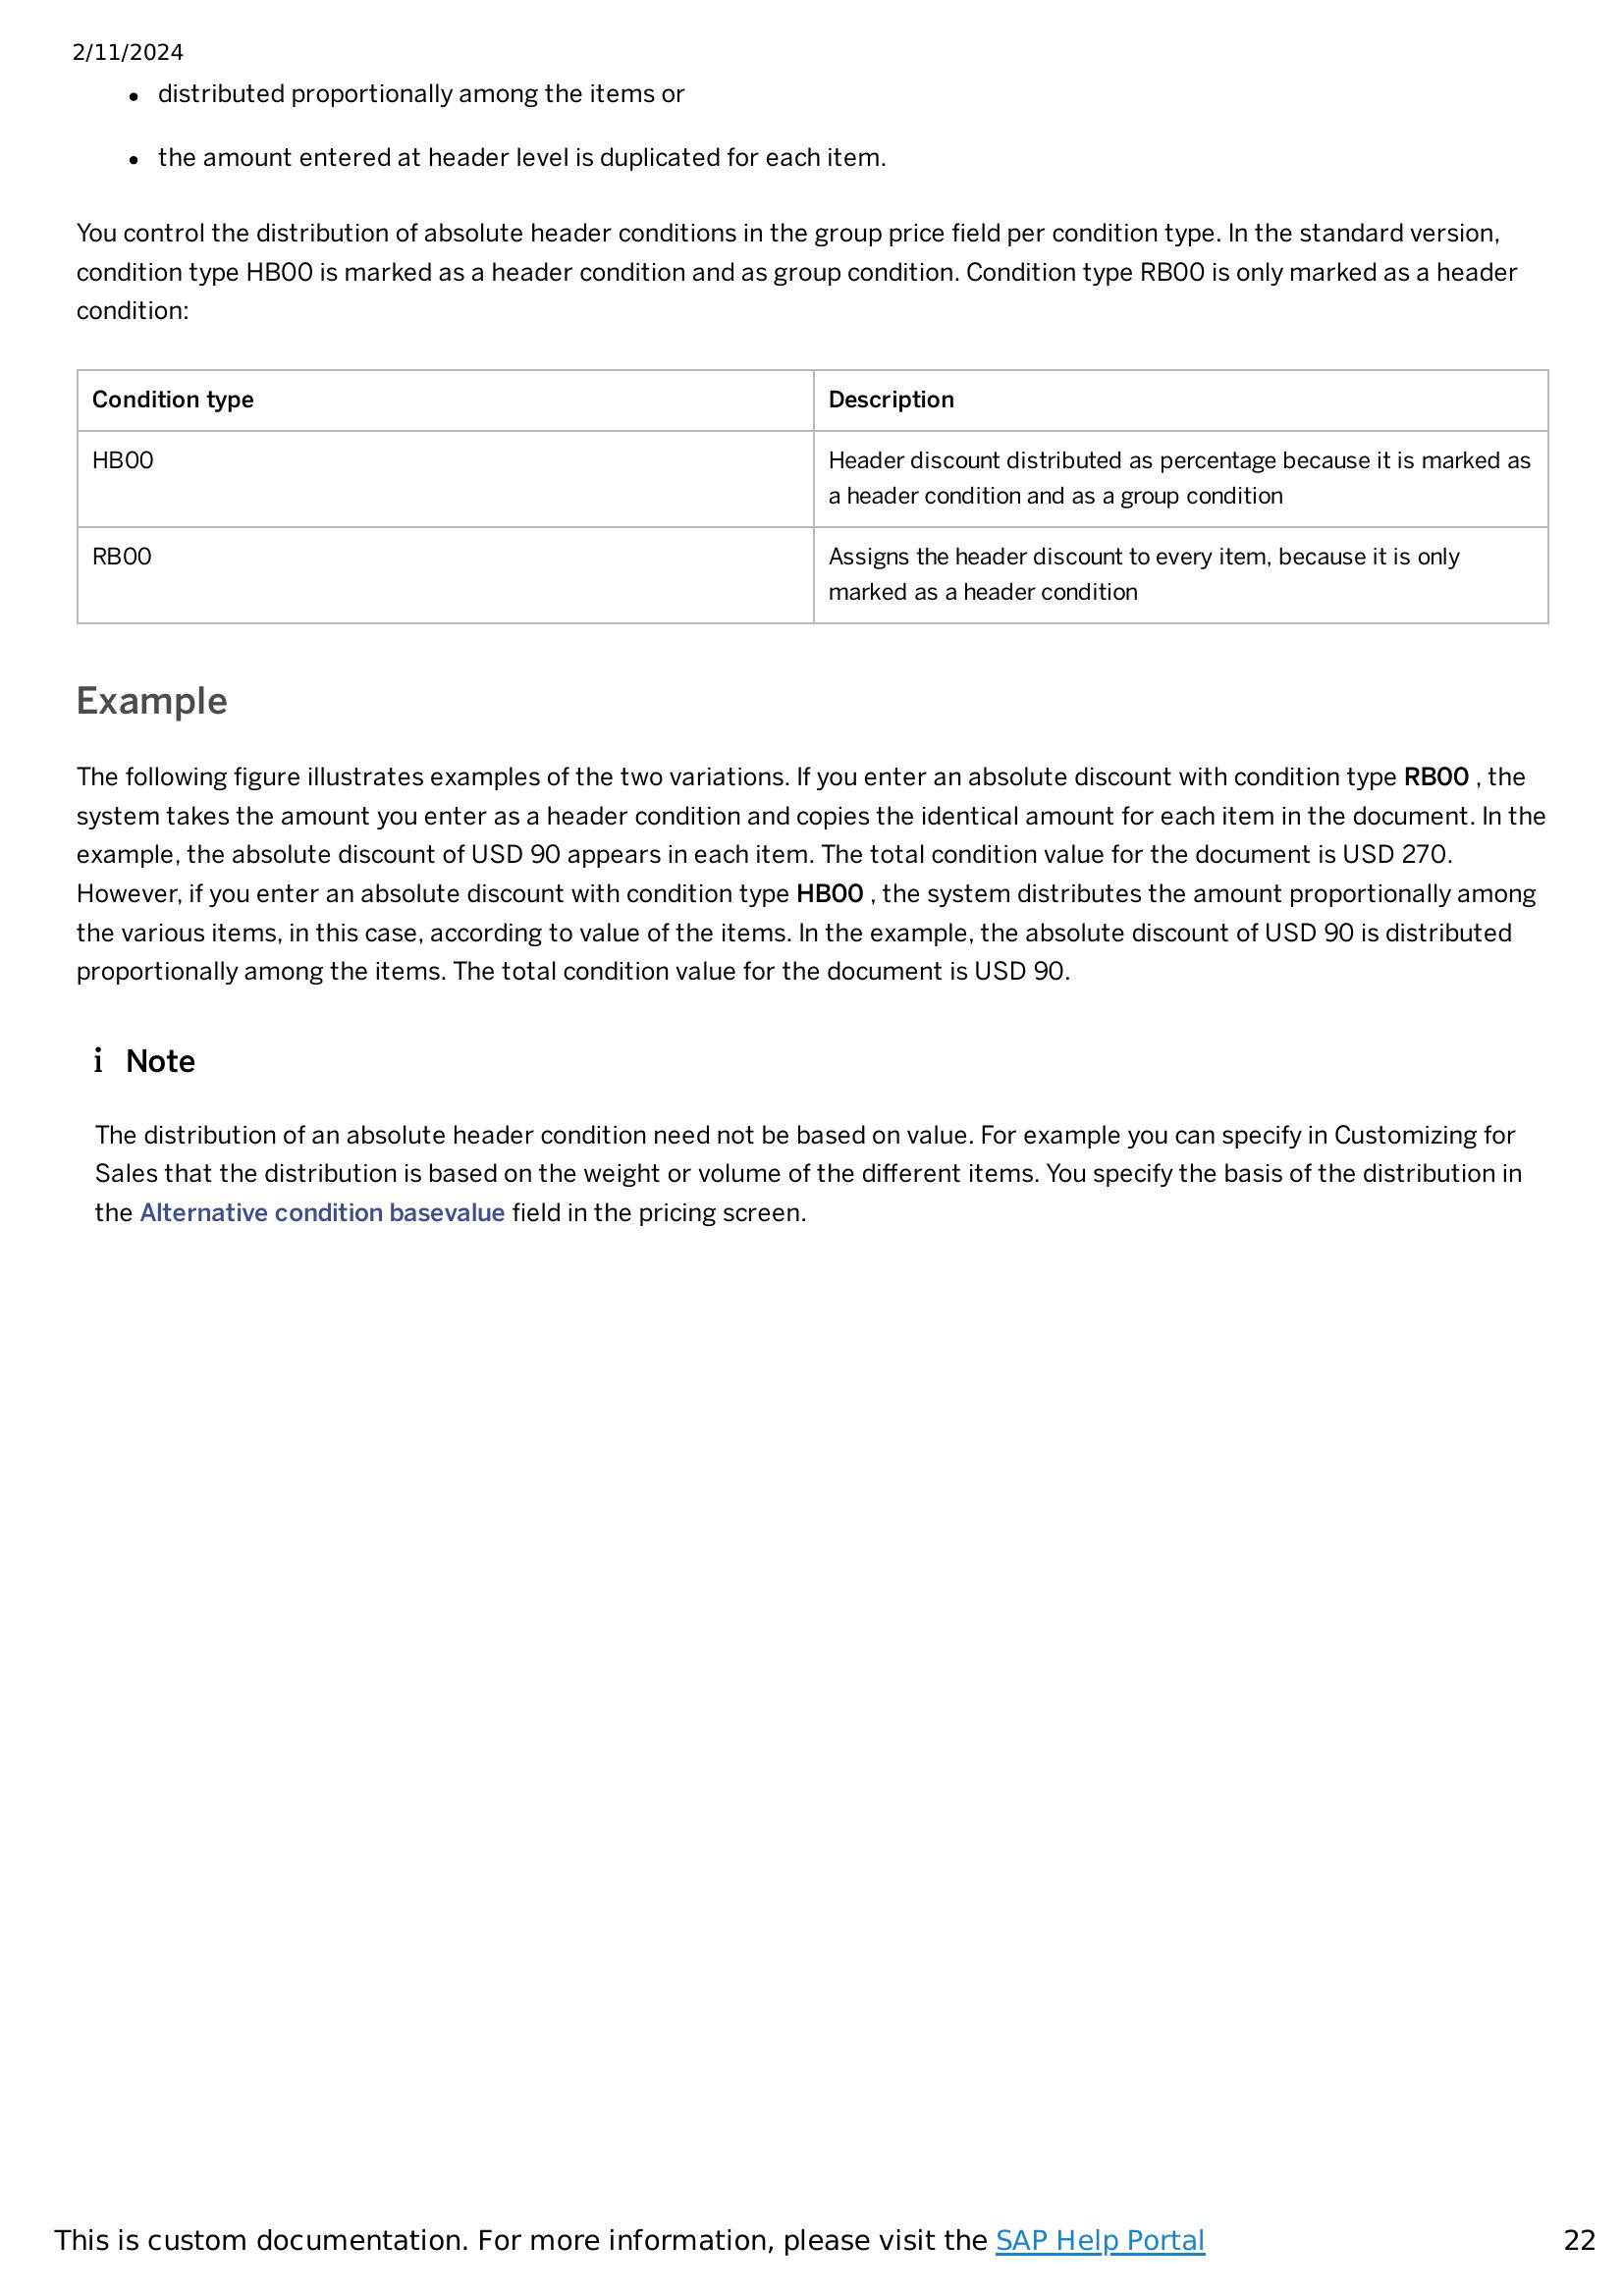 2/11/2024
• distributed proportionally among the items or
• the amount entered at header level is duplicated for each item.
You control the distribution of absolute header conditions in the group price field per condition type. In the standard version,
condition type HB00 is marked as a header condition and as group condition. Condition type RB00 is only marked as a header
condition:
Condition type Description
HB00 Header discount distributed as percentage because it is marked as
a header condition and as a group condition
RB00 Assigns the header discount to every item, because it is only
marked as a header condition
Example
The following figure illustrates examples of the two variations. If you enter an absolute discount with condition type RB00 , the
system takes the amount you enter as a header condition and copies the identical amount for each item in the document. In the
example, the absolute discount of USD 90 appears in each item. The total condition value for the document is USD 270.
However, if you enter an absolute discount with condition type HB00 , the system distributes the amount proportionally among
the various items, in this case, according to value of the items. In the example, the absolute discount of USD 90 is distributed
proportionally among the items. The total condition value for the document is USD 90.
i Note
The distribution of an absolute header condition need not be based on value. For example you can specify in Customizing for
Sales that the distribution is based on the weight or volume of the different items. You specify the basis of the distribution in
the Alternative condition basevalue field in the pricing screen.
This is custom documentation. For more information, please visit the SAP Help Portal 22